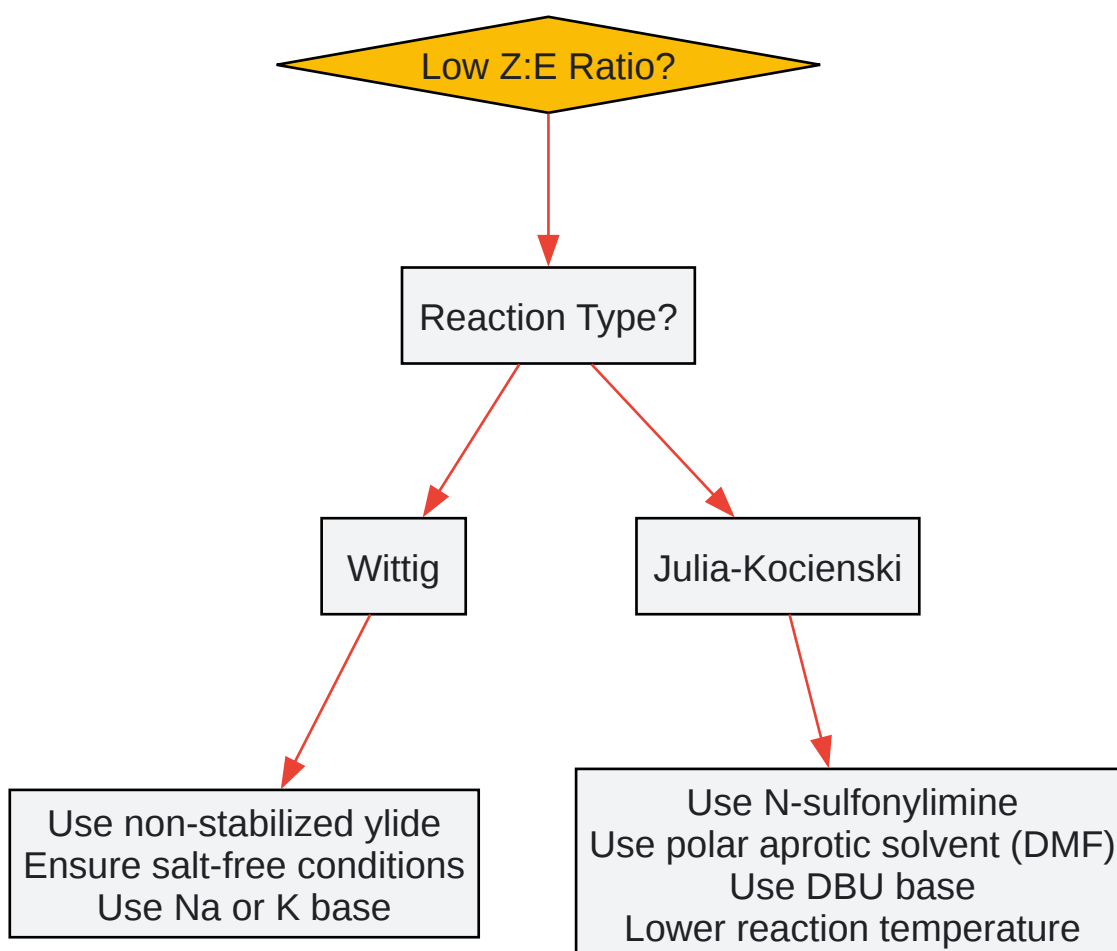 Low Z:E Ratio?
Reaction Type?
Wittig
Julia-Kocienski
Use non-stabilized ylide
Ensure salt-free conditions
Use Na or K base
Use N-sulfonylimine
Use polar aprotic solvent (DMF)
Use DBU base
Lower reaction temperature